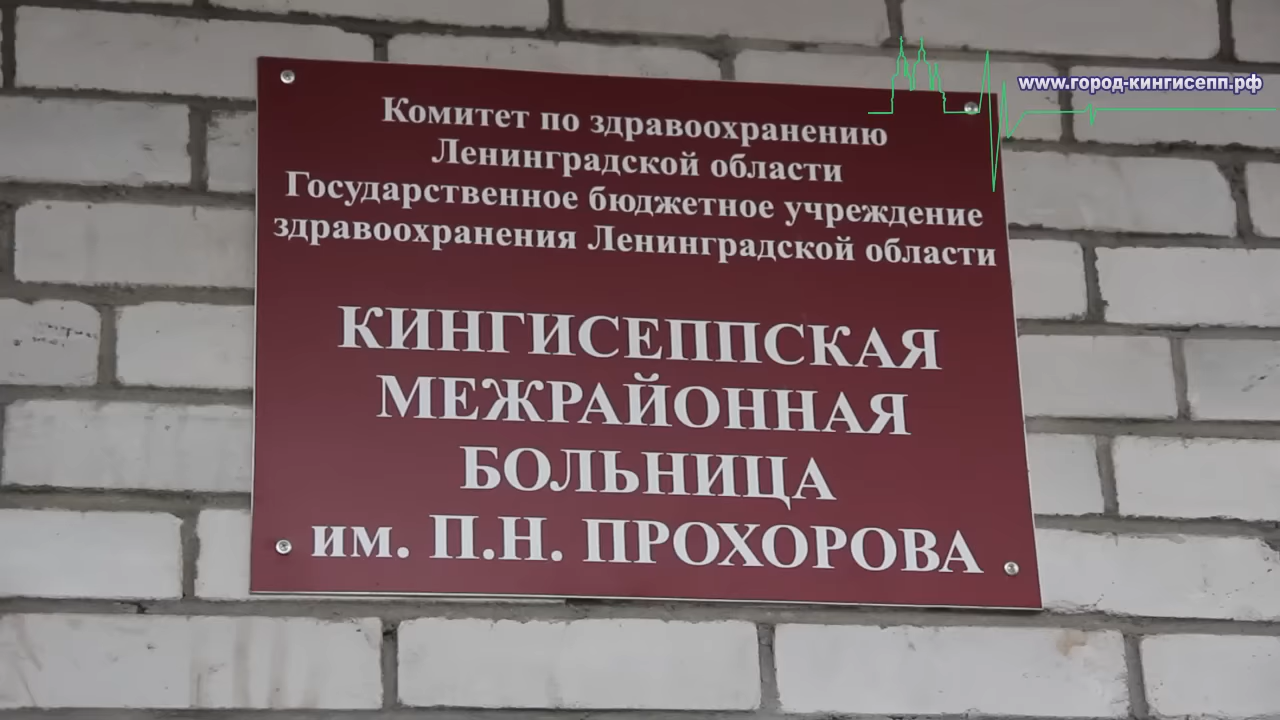 www.город-кингисепп.рф
Комитет по здравоохранению
Ленинградской области
Государственное бюджетное учреждение
здравоохранения Ленинградской области
КИНГИСЕППСКАЯ
МЕЖРАЙОННАЯ
БОЛЬНИЦА
им. П.Н. ПРОХОРОВА